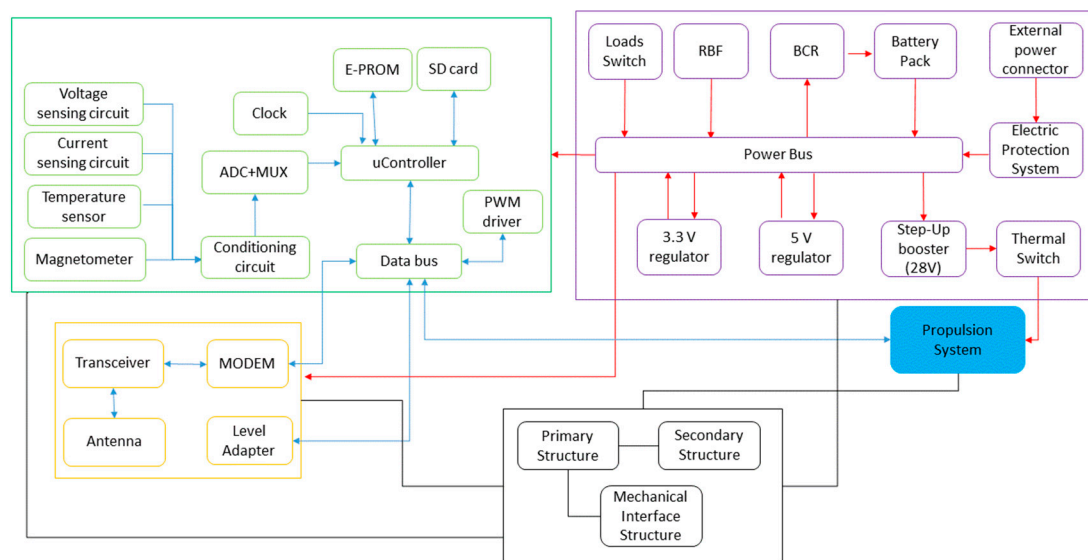 Voltage
sensing circuit
Current
sensing circuit
Temperature
sensor
Magnetometer
Clock
ADC+MUX
Conditioning
circuit
E-PROM
SD card
uController
Data bus
PWM
driver
Loads
Switch
RBF
BCR
Battery
Pack
External
power
connector
Power Bus
Electric
Protection
System
3.3 V
regulator
5 V
regulator
Step-Up
booster
(28V)
Thermal
Switch
Propulsion
System
Transceiver
MODEM
Antenna
Level
Adapter
Primary
Structure
Secondary
Structure
Mechanical
Interface
Structure